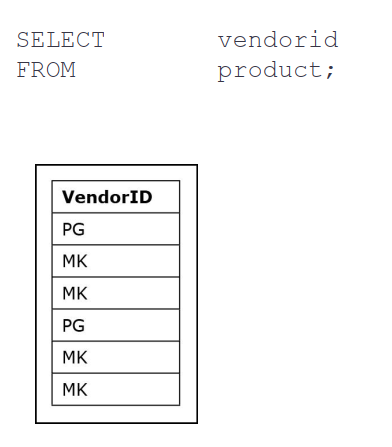 SELECT vendorid
FROM product;
VendorID
PG
MK
MK
PG
MK
MK